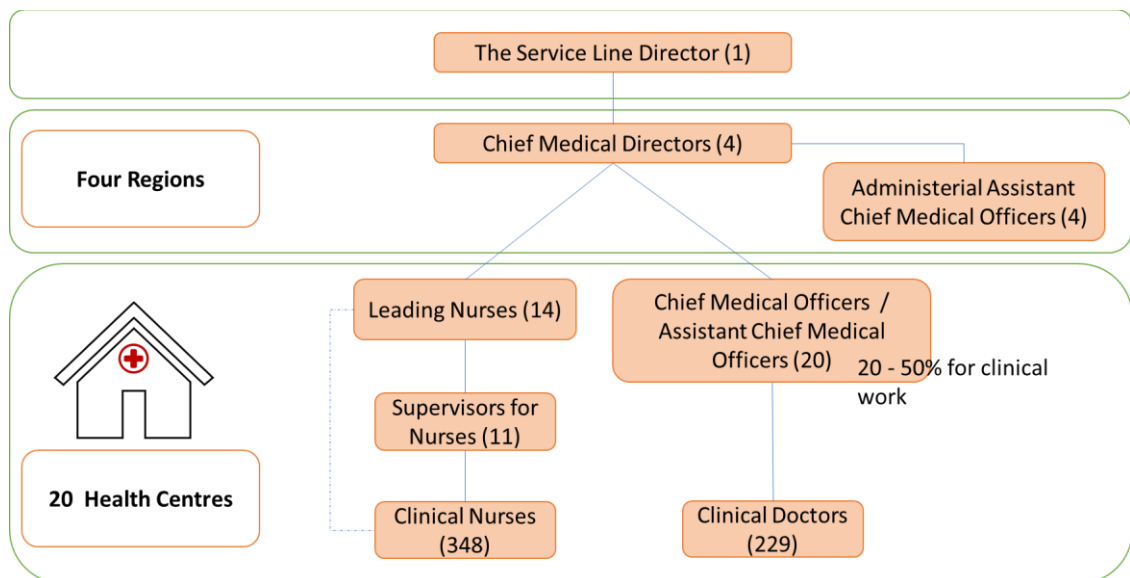 The Service Line Director (1)
Chief Medical Directors (4)
Four Regions
Administerial Assistant
Chief Medical Officers (4)
Leading Nurses (14)
Chief Medical Officers /
Assistant Chief Medical
Officers (20)
20 - 50% for clinical
work
Supervisors for
Nurses (11)
20 Health Centres
Clinical Nurses
(348)
Clinical Doctors
(229)